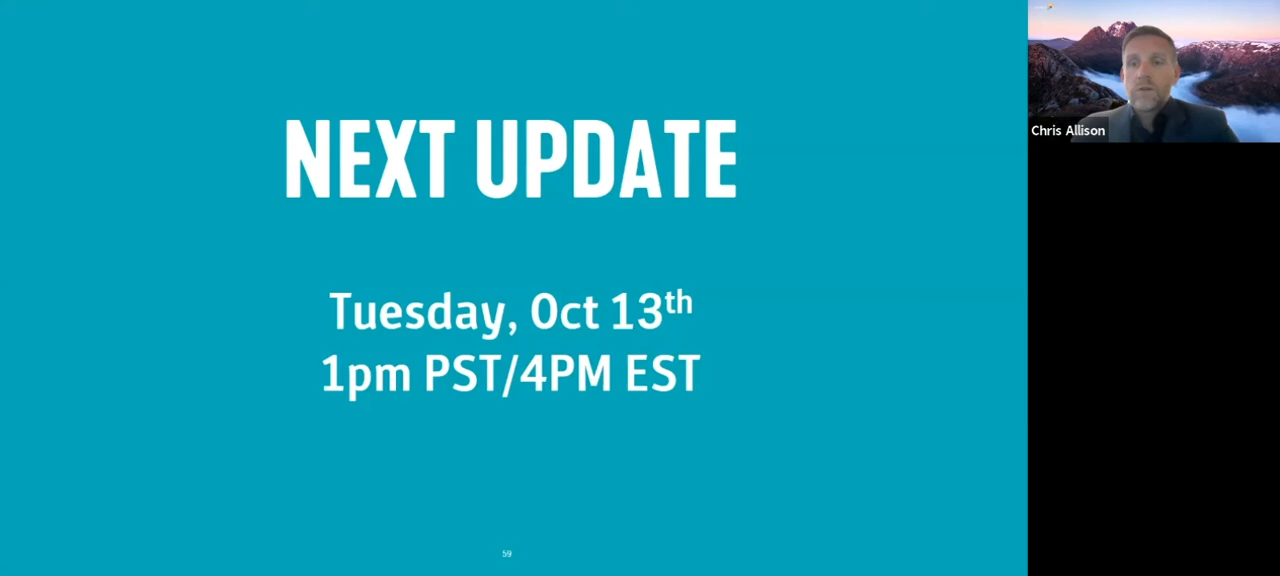 NEXT UPDATE
Tuesday, Oct 13th
1pm PST/4PM EST
59
Chris Allison